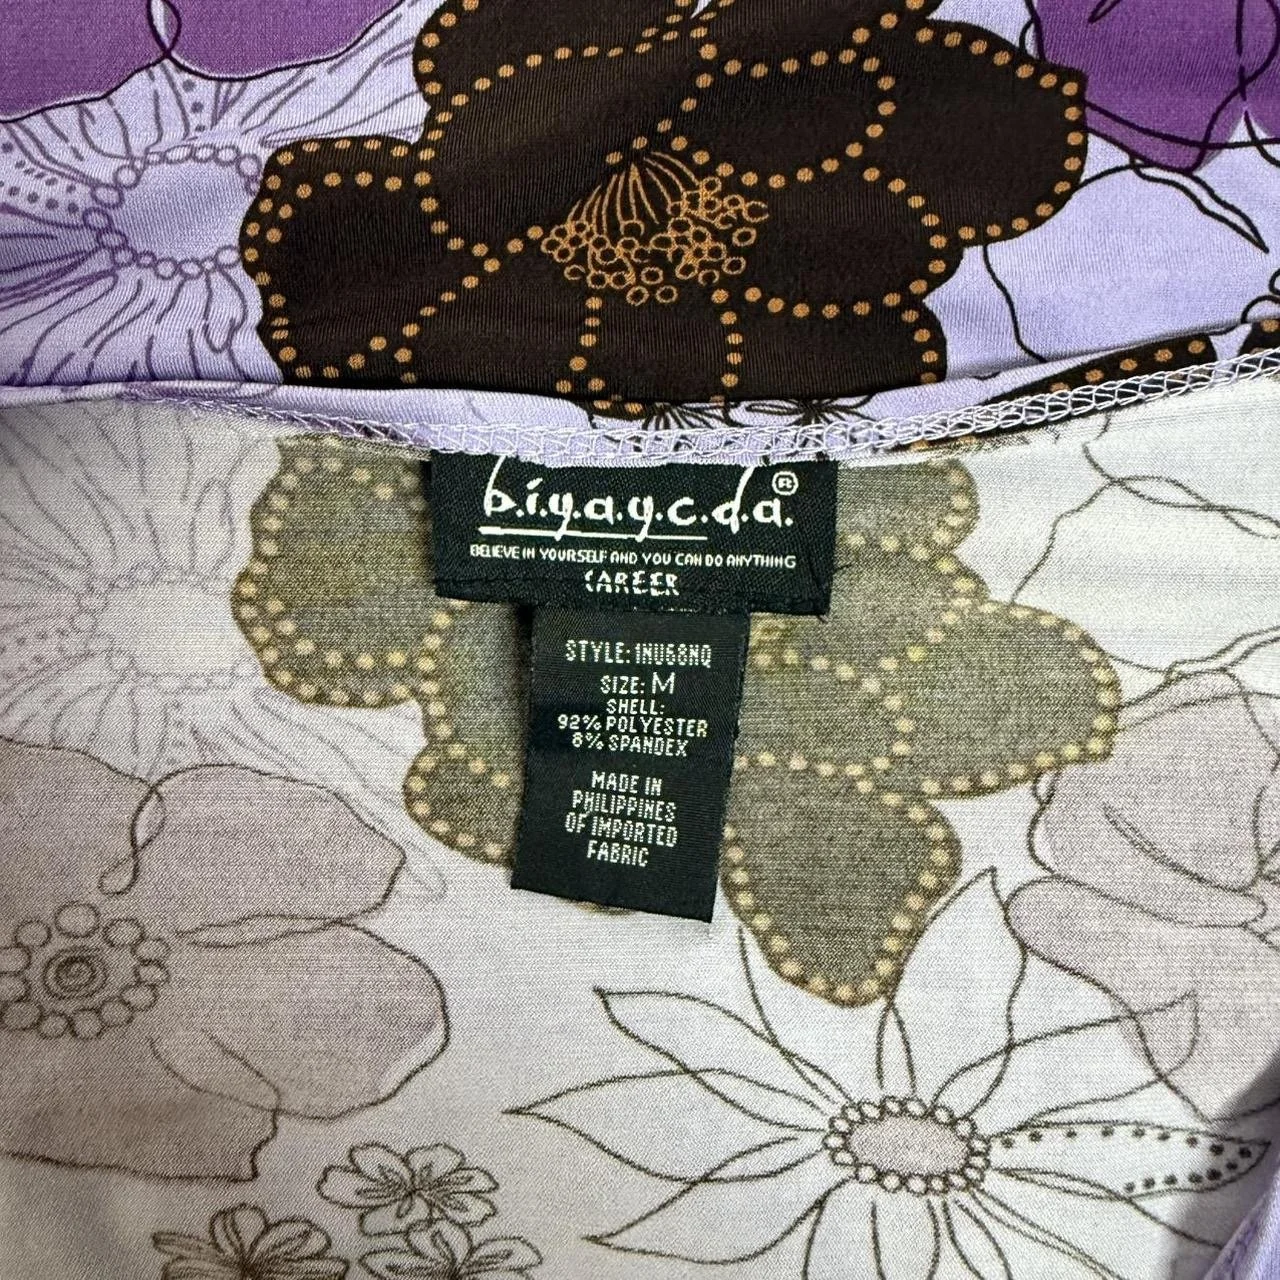 b.i.y.a.y.c.d.a.®
BELIEVE IN YOURSELF AND YOU CAN DO ANYTHING
CAREER
STYLE: 1NU68NQ
SIZE: M
SHELL:
92% POLYESTER
8% SPANDEX
MADE IN
PHILIPPINES
OF IMPORTED
FABRIC